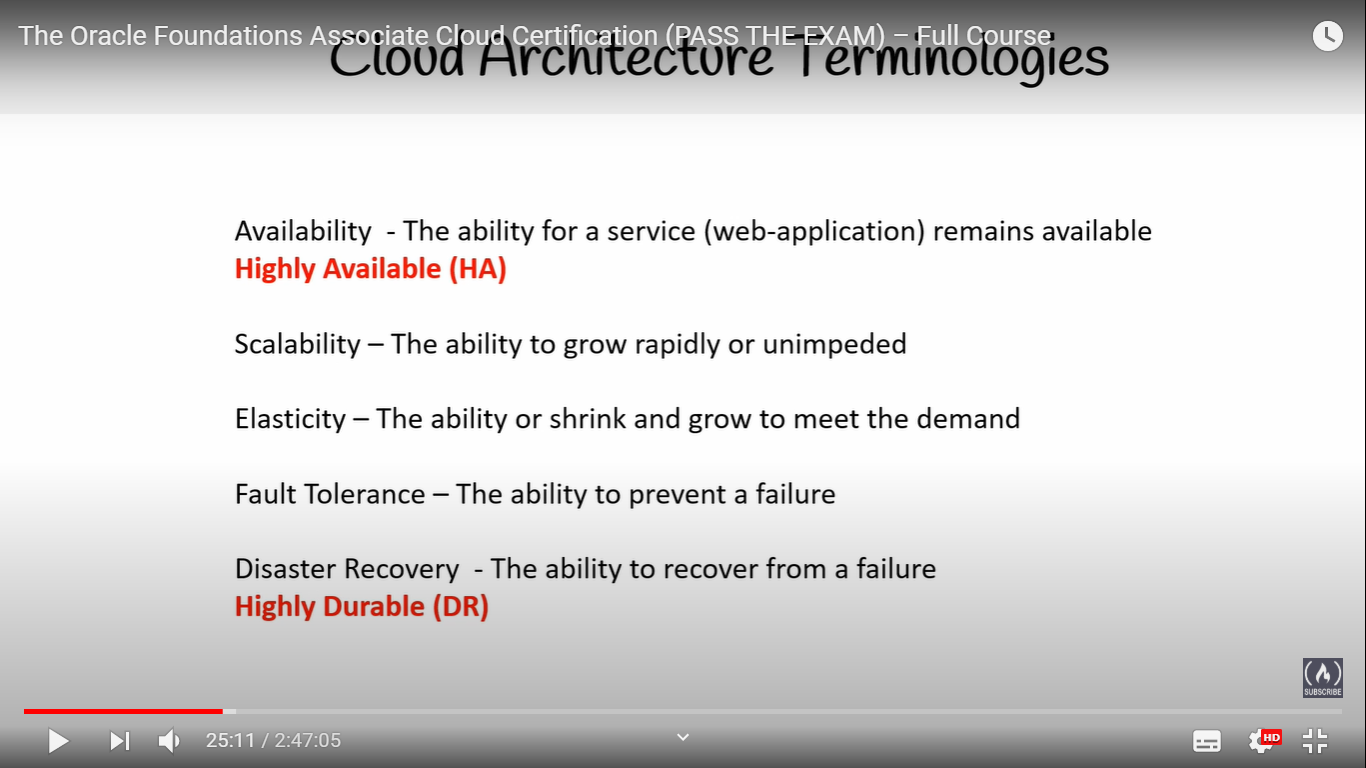 The Oracle Foundations Associate Cloud Certification (PASS THE EXAM) – Full Course
Cloud Architecture Terminologies
Availability - The ability for a service (web-application) remains available
Highly Available (HA)
Scalability – The ability to grow rapidly or unimpeded
Elasticity – The ability or shrink and grow to meet the demand
Fault Tolerance – The ability to prevent a failure
Disaster Recovery - The ability to recover from a failure
Highly Durable (DR)
SUBSCRIBE
25:11 / 2:47:05
HD